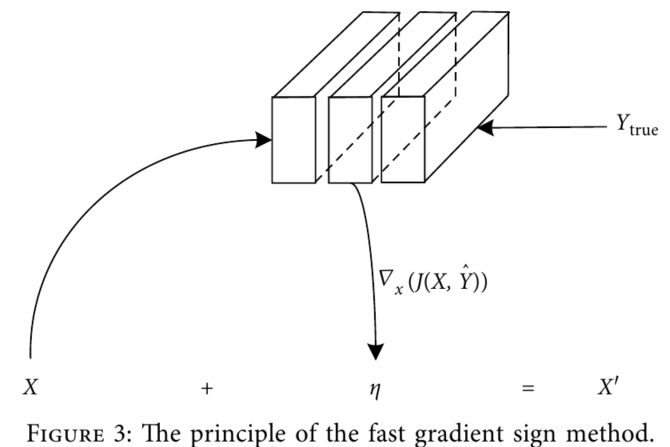 Y_true
∇_x (J(X, Ŷ))
X + η = X′
FIGURE 3: The principle of the fast gradient sign method.